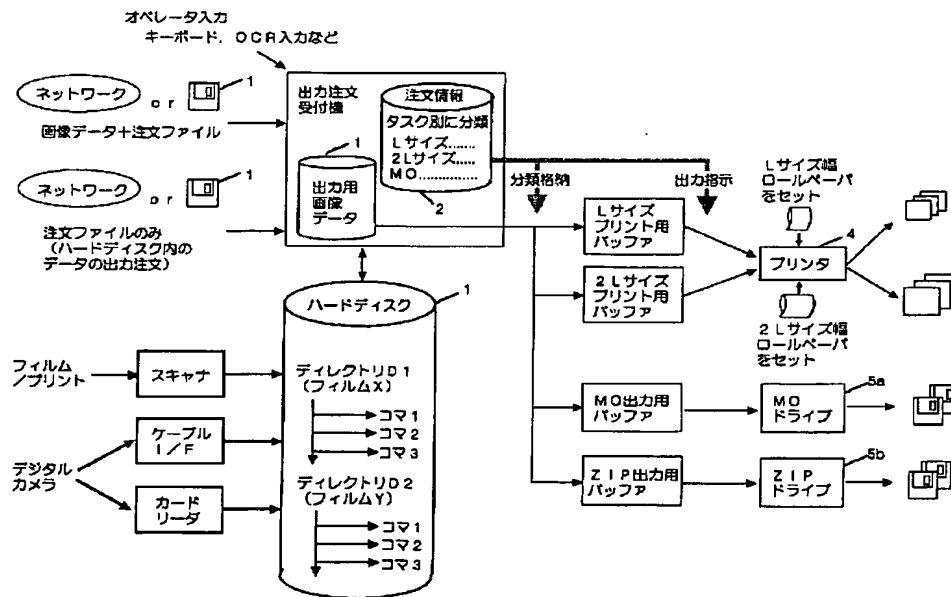 オペレータ入力
キーボード、OCR入力など
ネットワーク
or
1
画像データ+注文ファイル
ネットワーク
or
1
注文ファイルのみ
(ハードディスク内の
データの出力注文)
出力注文
受付機
注文情報
タスク別に分類
Lサイズ.......
2Lサイズ.....
MO.............
2
1
出力用
画像
データ
分類格納
出力指示
Lサイズ
プリント用
バッファ
2Lサイズ
プリント用
バッファ
Lサイズ幅
ロールペーパ
をセット
4
プリンタ
2Lサイズ幅
ロールペーパ
をセット
ハードディスク
1
フィルム
/プリント
スキャナ
デジタル
カメラ
ケーブル
I/F
カード
リーダ
ディレクトリD1
(フィルムX)
コマ1
コマ2
コマ3
ディレクトリD2
(フィルムY)
コマ1
コマ2
コマ3
MO出力用
バッファ
MO
ドライブ
5a
ZIP出力用
バッファ
ZIP
ドライブ
5b